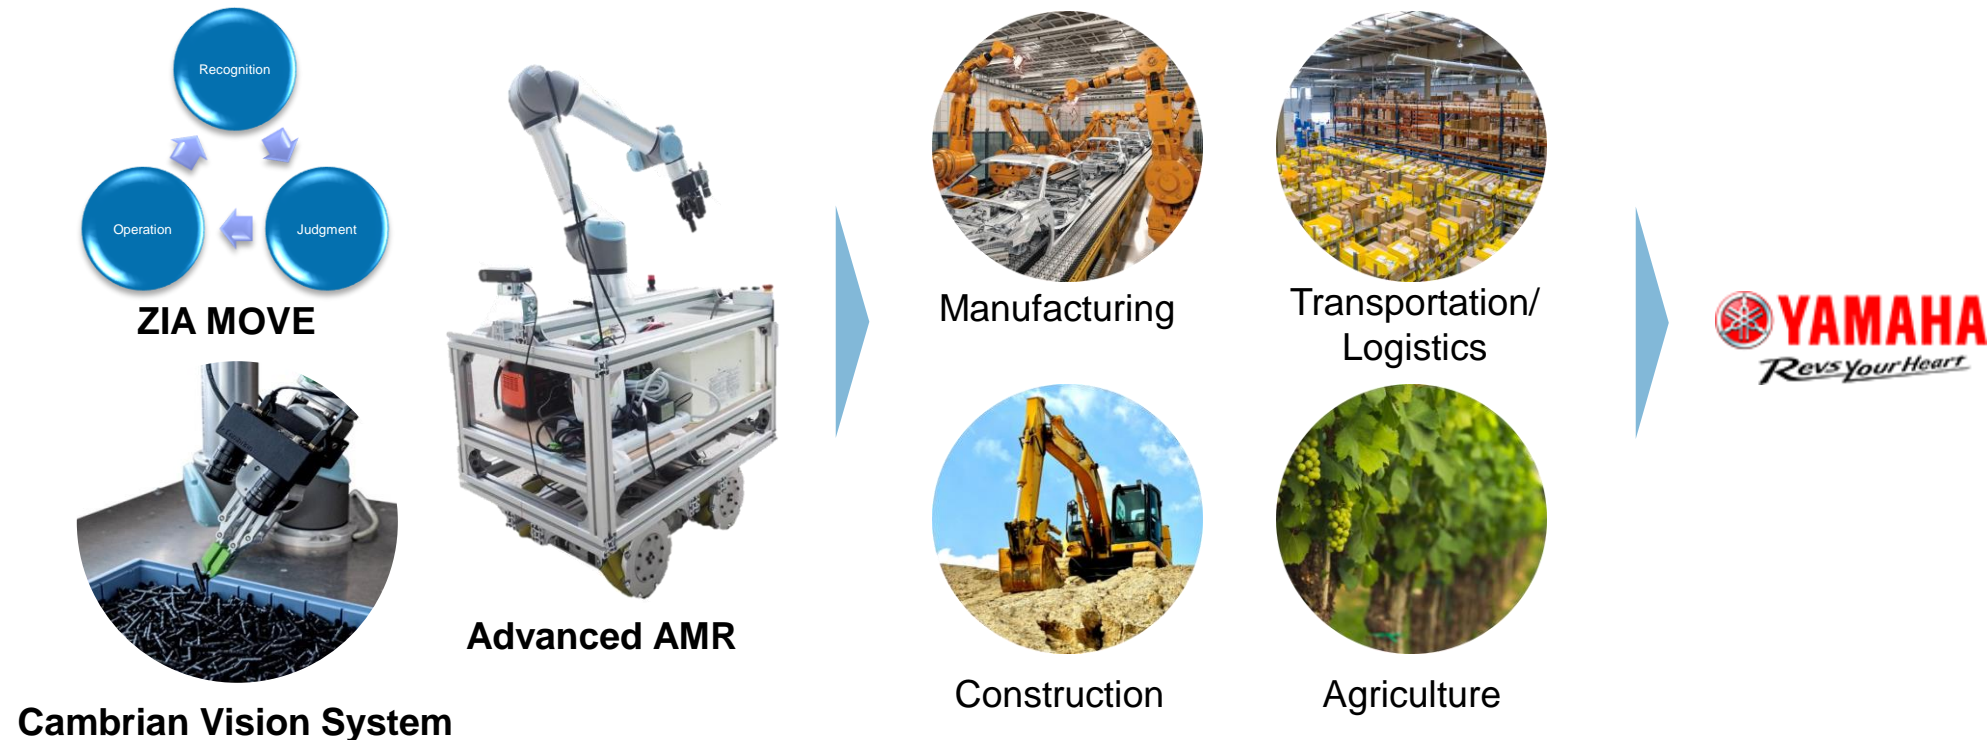 Recognition
Operation
Judgment
ZIA MOVE
Cambrian Vision System
Advanced AMR
Manufacturing
Transportation/
Logistics
Construction
Agriculture
YAMAHA
Revs Your Heart